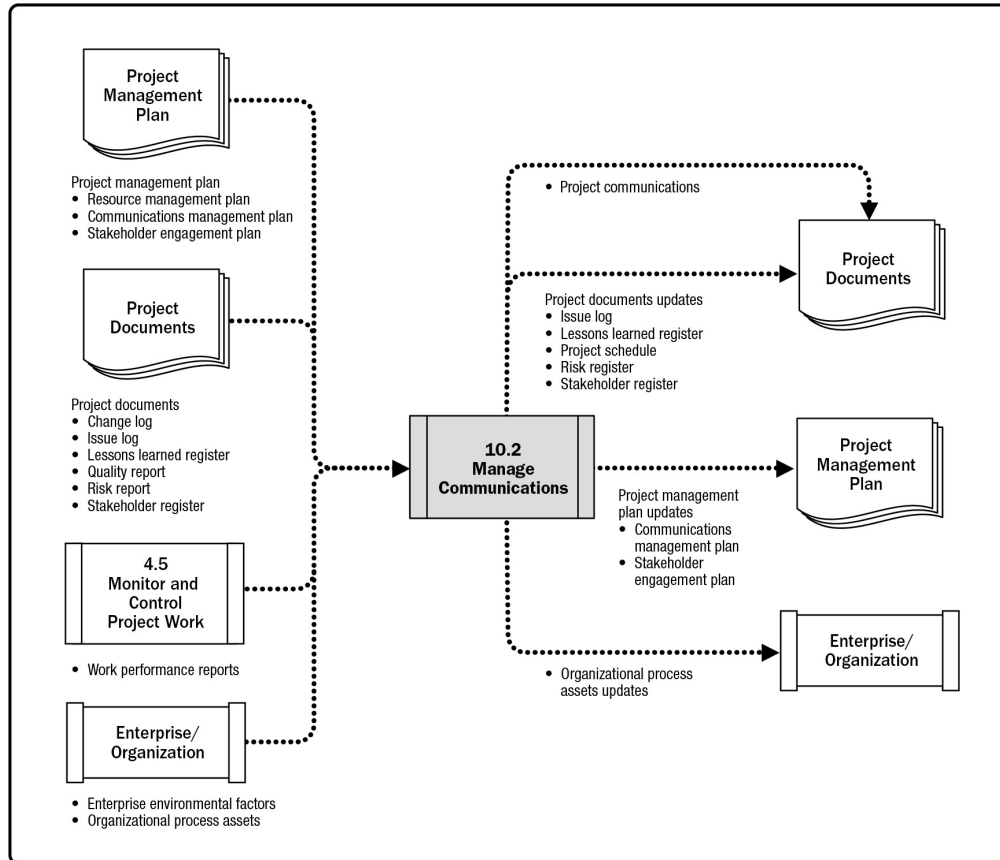 Project
Management
Plan
Project management plan
• Resource management plan
• Communications management plan
• Stakeholder engagement plan
Project
Documents
Project documents
• Change log
• Issue log
• Lessons learned register
• Quality report
• Risk report
• Stakeholder register
4.5
Monitor and
Control
Project Work
• Work performance reports
Enterprise/
Organization
• Enterprise environmental factors
• Organizational process assets
10.2
Manage
Communications
• Project communications
Project
Documents
Project documents updates
• Issue log
• Lessons learned register
• Project schedule
• Risk register
• Stakeholder register
Project
Management
Plan
Project management
plan updates
• Communications
management plan
• Stakeholder
engagement plan
Enterprise/
Organization
• Organizational process
assets updates